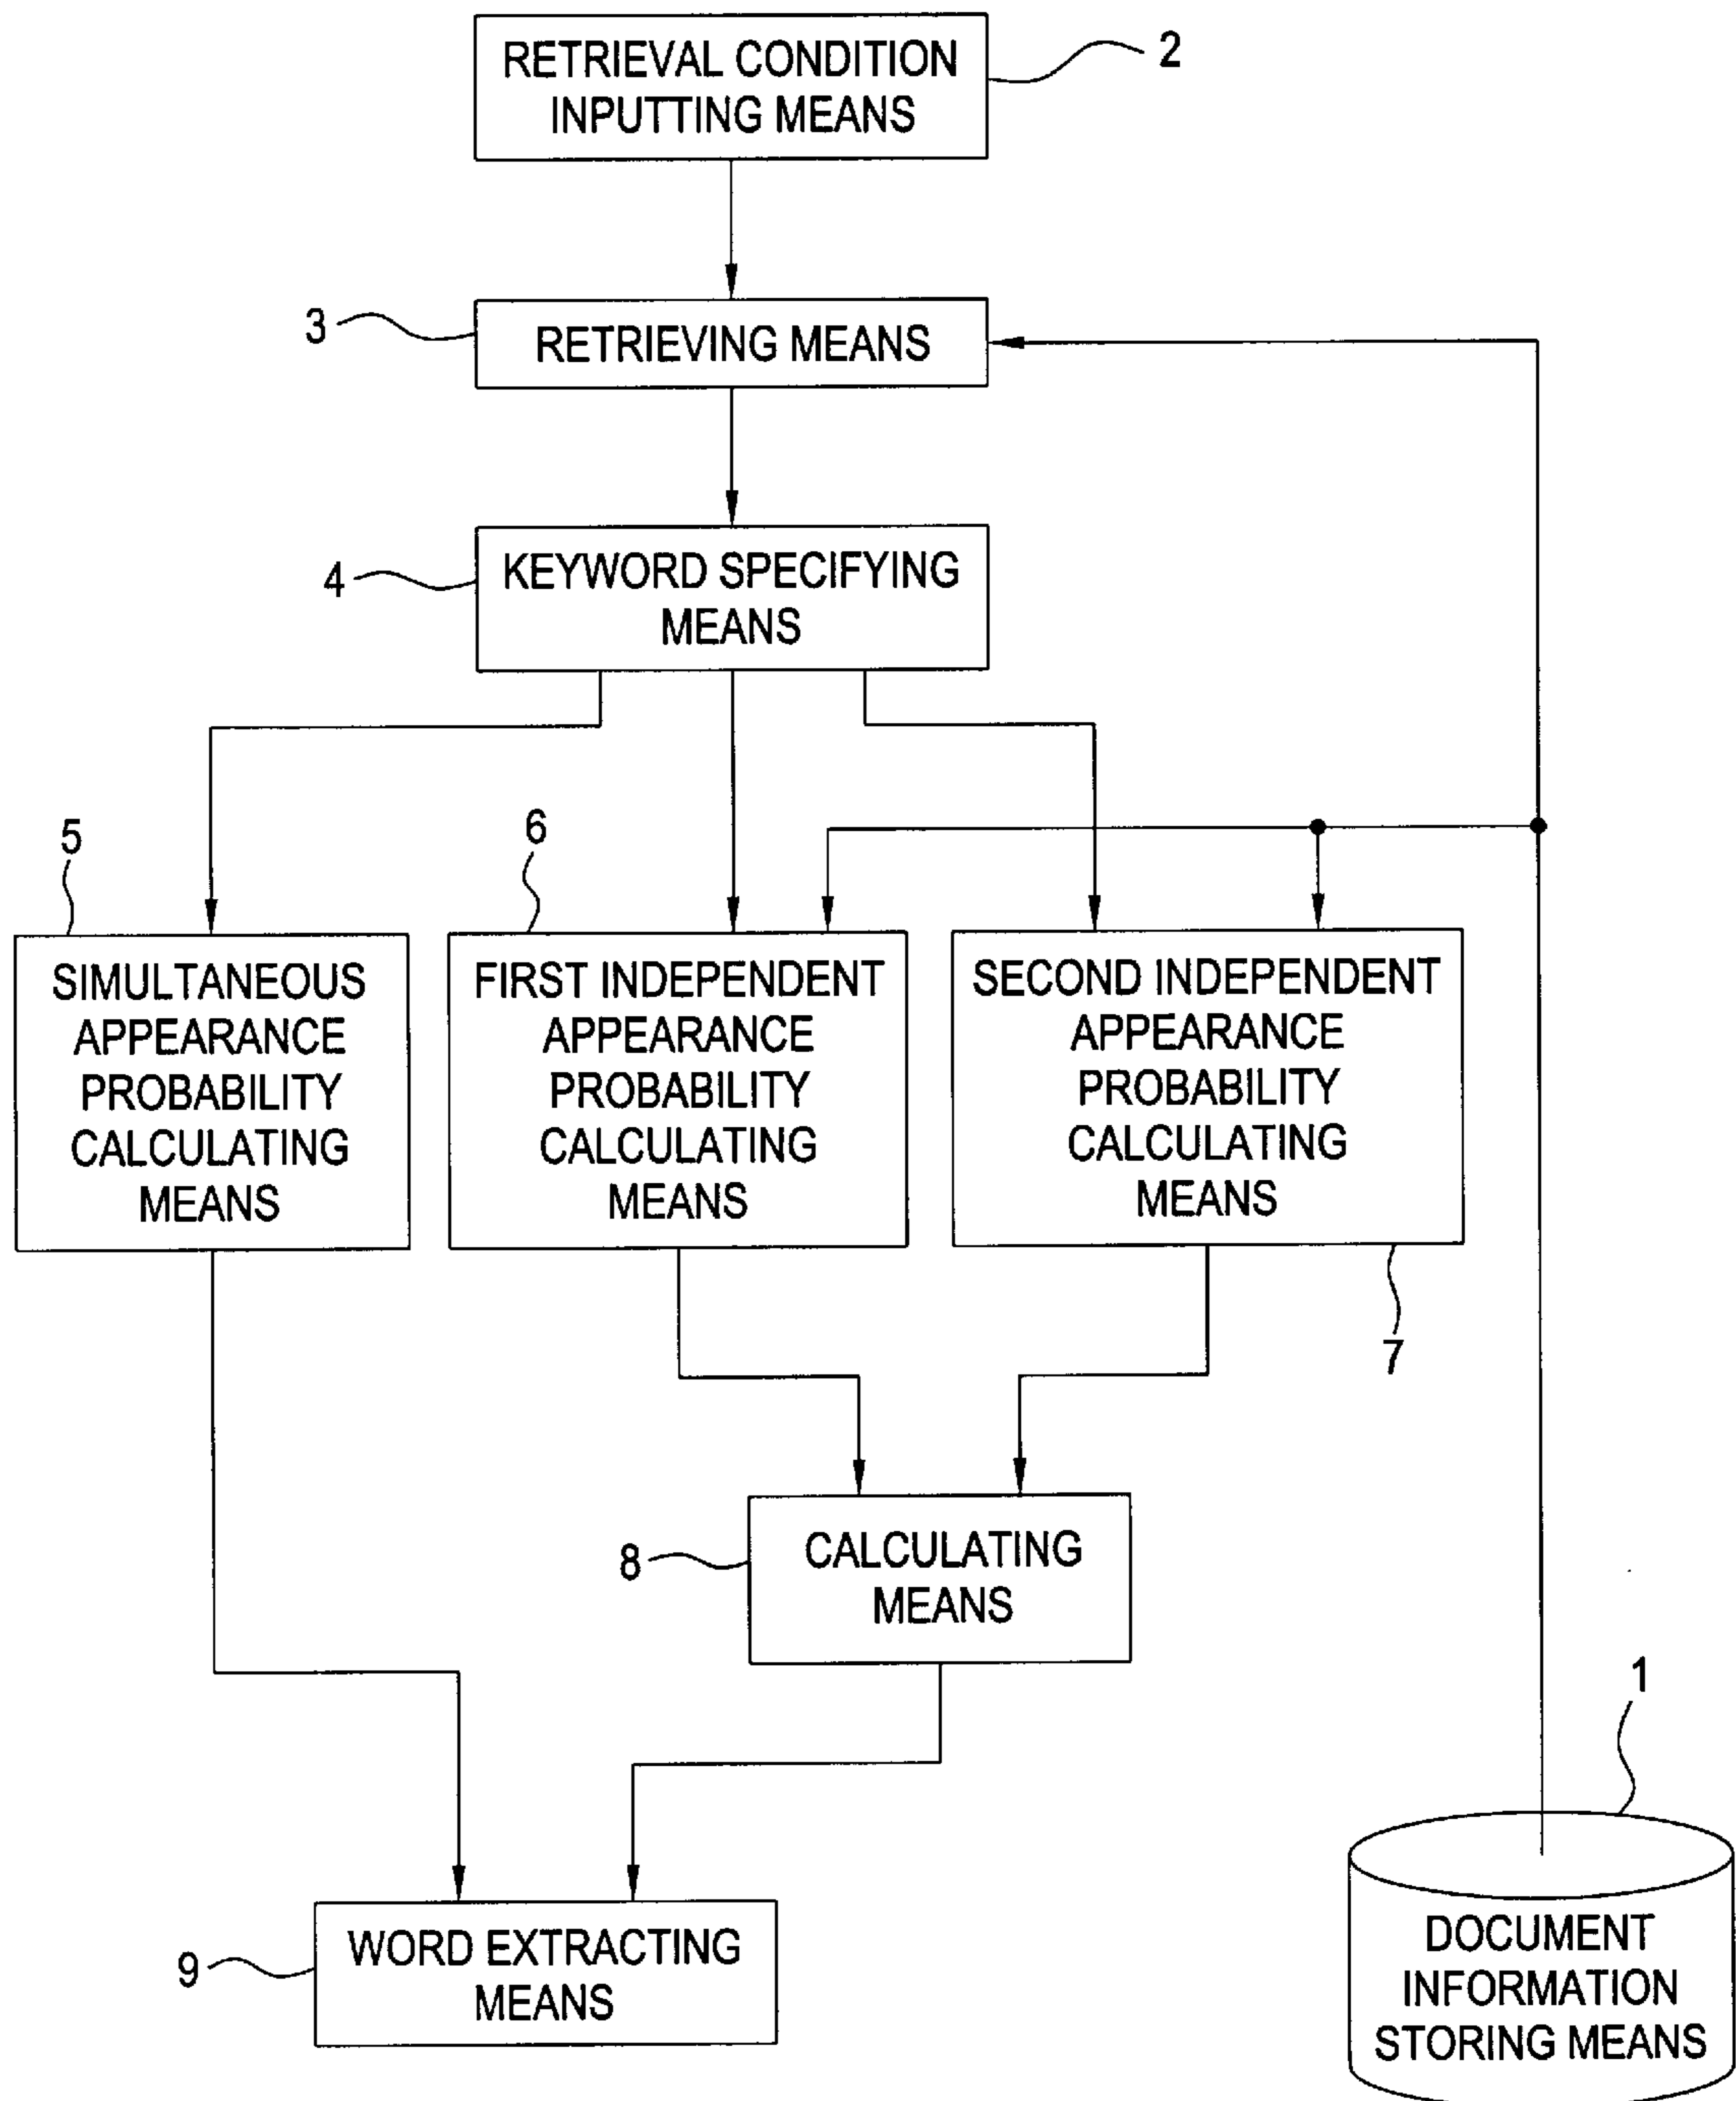 RETRIEVAL CONDITION
INPUTTING MEANS
2
3
RETRIEVING MEANS
4
KEYWORD SPECIFYING
MEANS
5
SIMULTANEOUS
APPEARANCE
PROBABILITY
CALCULATING
MEANS
6
FIRST INDEPENDENT
APPEARANCE
PROBABILITY
CALCULATING
MEANS
SECOND INDEPENDENT
APPEARANCE
PROBABILITY
CALCULATING
MEANS
7
8
CALCULATING
MEANS
1
DOCUMENT
INFORMATION
STORING MEANS
9
WORD EXTRACTING
MEANS